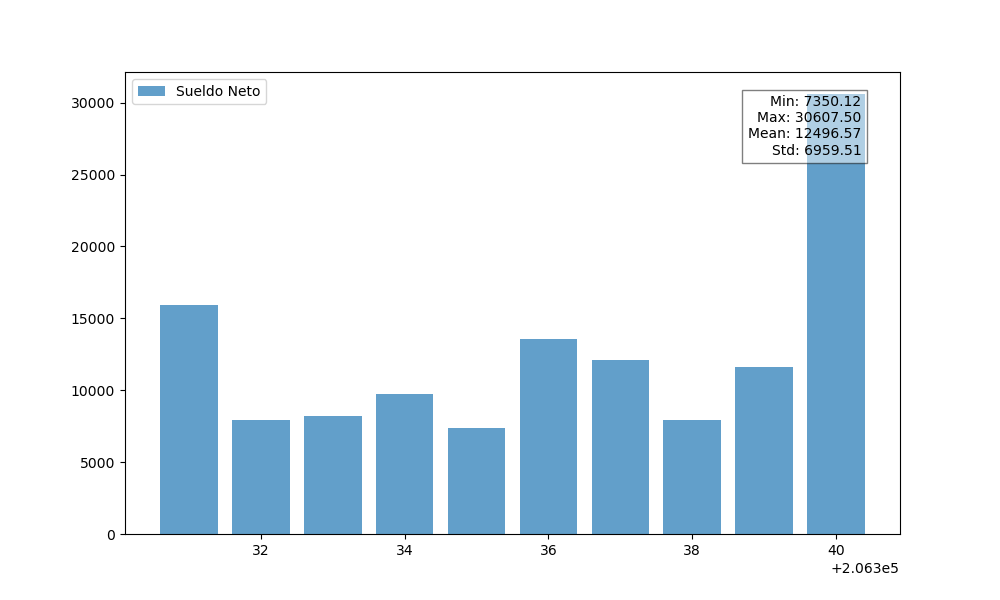 Sueldo Neto
Min: 7350.12
Max: 30607.50
Mean: 12496.57
Std: 6959.51
30000
25000
20000
15000
10000
5000
0
32
34
36
38
40
+2.063e5